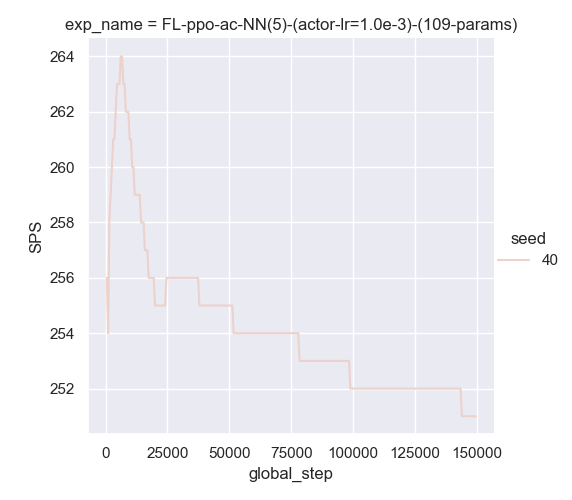 exp_name = FL-ppo-ac-NN(5)-(actor-lr=1.0e-3)-(109-params)
264
262
260
258
256
254
252
SPS
0 25000 50000 75000 100000 125000 150000
global_step
seed
40